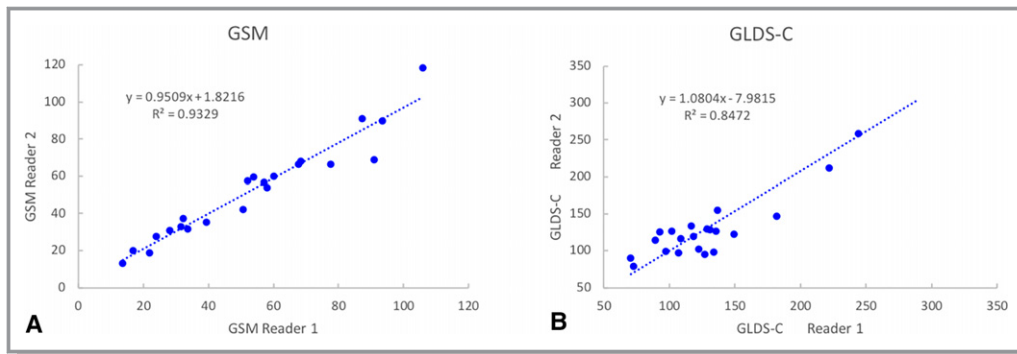 GSM
120
100
80
60
40
20
0
GSM Reader 2
y = 0.9509x + 1.8216
R² = 0.9329
0 20 40 60 80 100 120
A
GSM Reader 1
GLDS-C
350
300
250
200
150
100
50
GLDS-C Reader 2
y = 1.0804x - 7.9815
R² = 0.8472
50 100 150 200 250 300 350
B
GLDS-C Reader 1